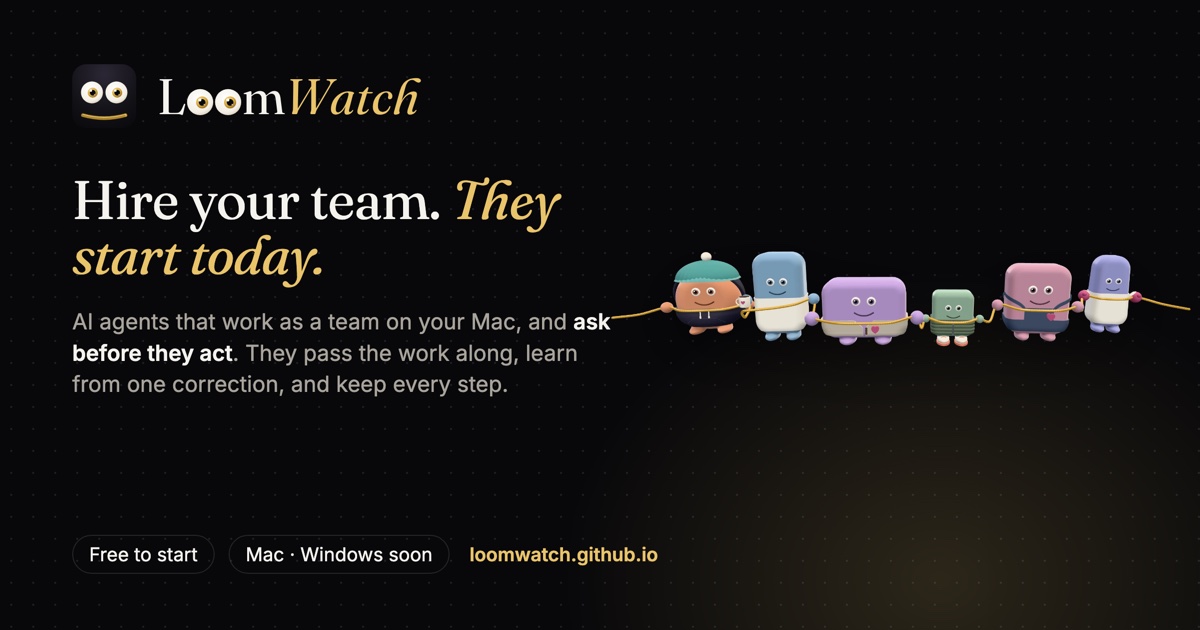 LoomWatch
Hire your team. They
start today.
AI agents that work as a team on your Mac, and ask
before they act. They pass the work along, learn
from one correction, and keep every step.
Free to start
Mac · Windows soon
loomwatch.github.io